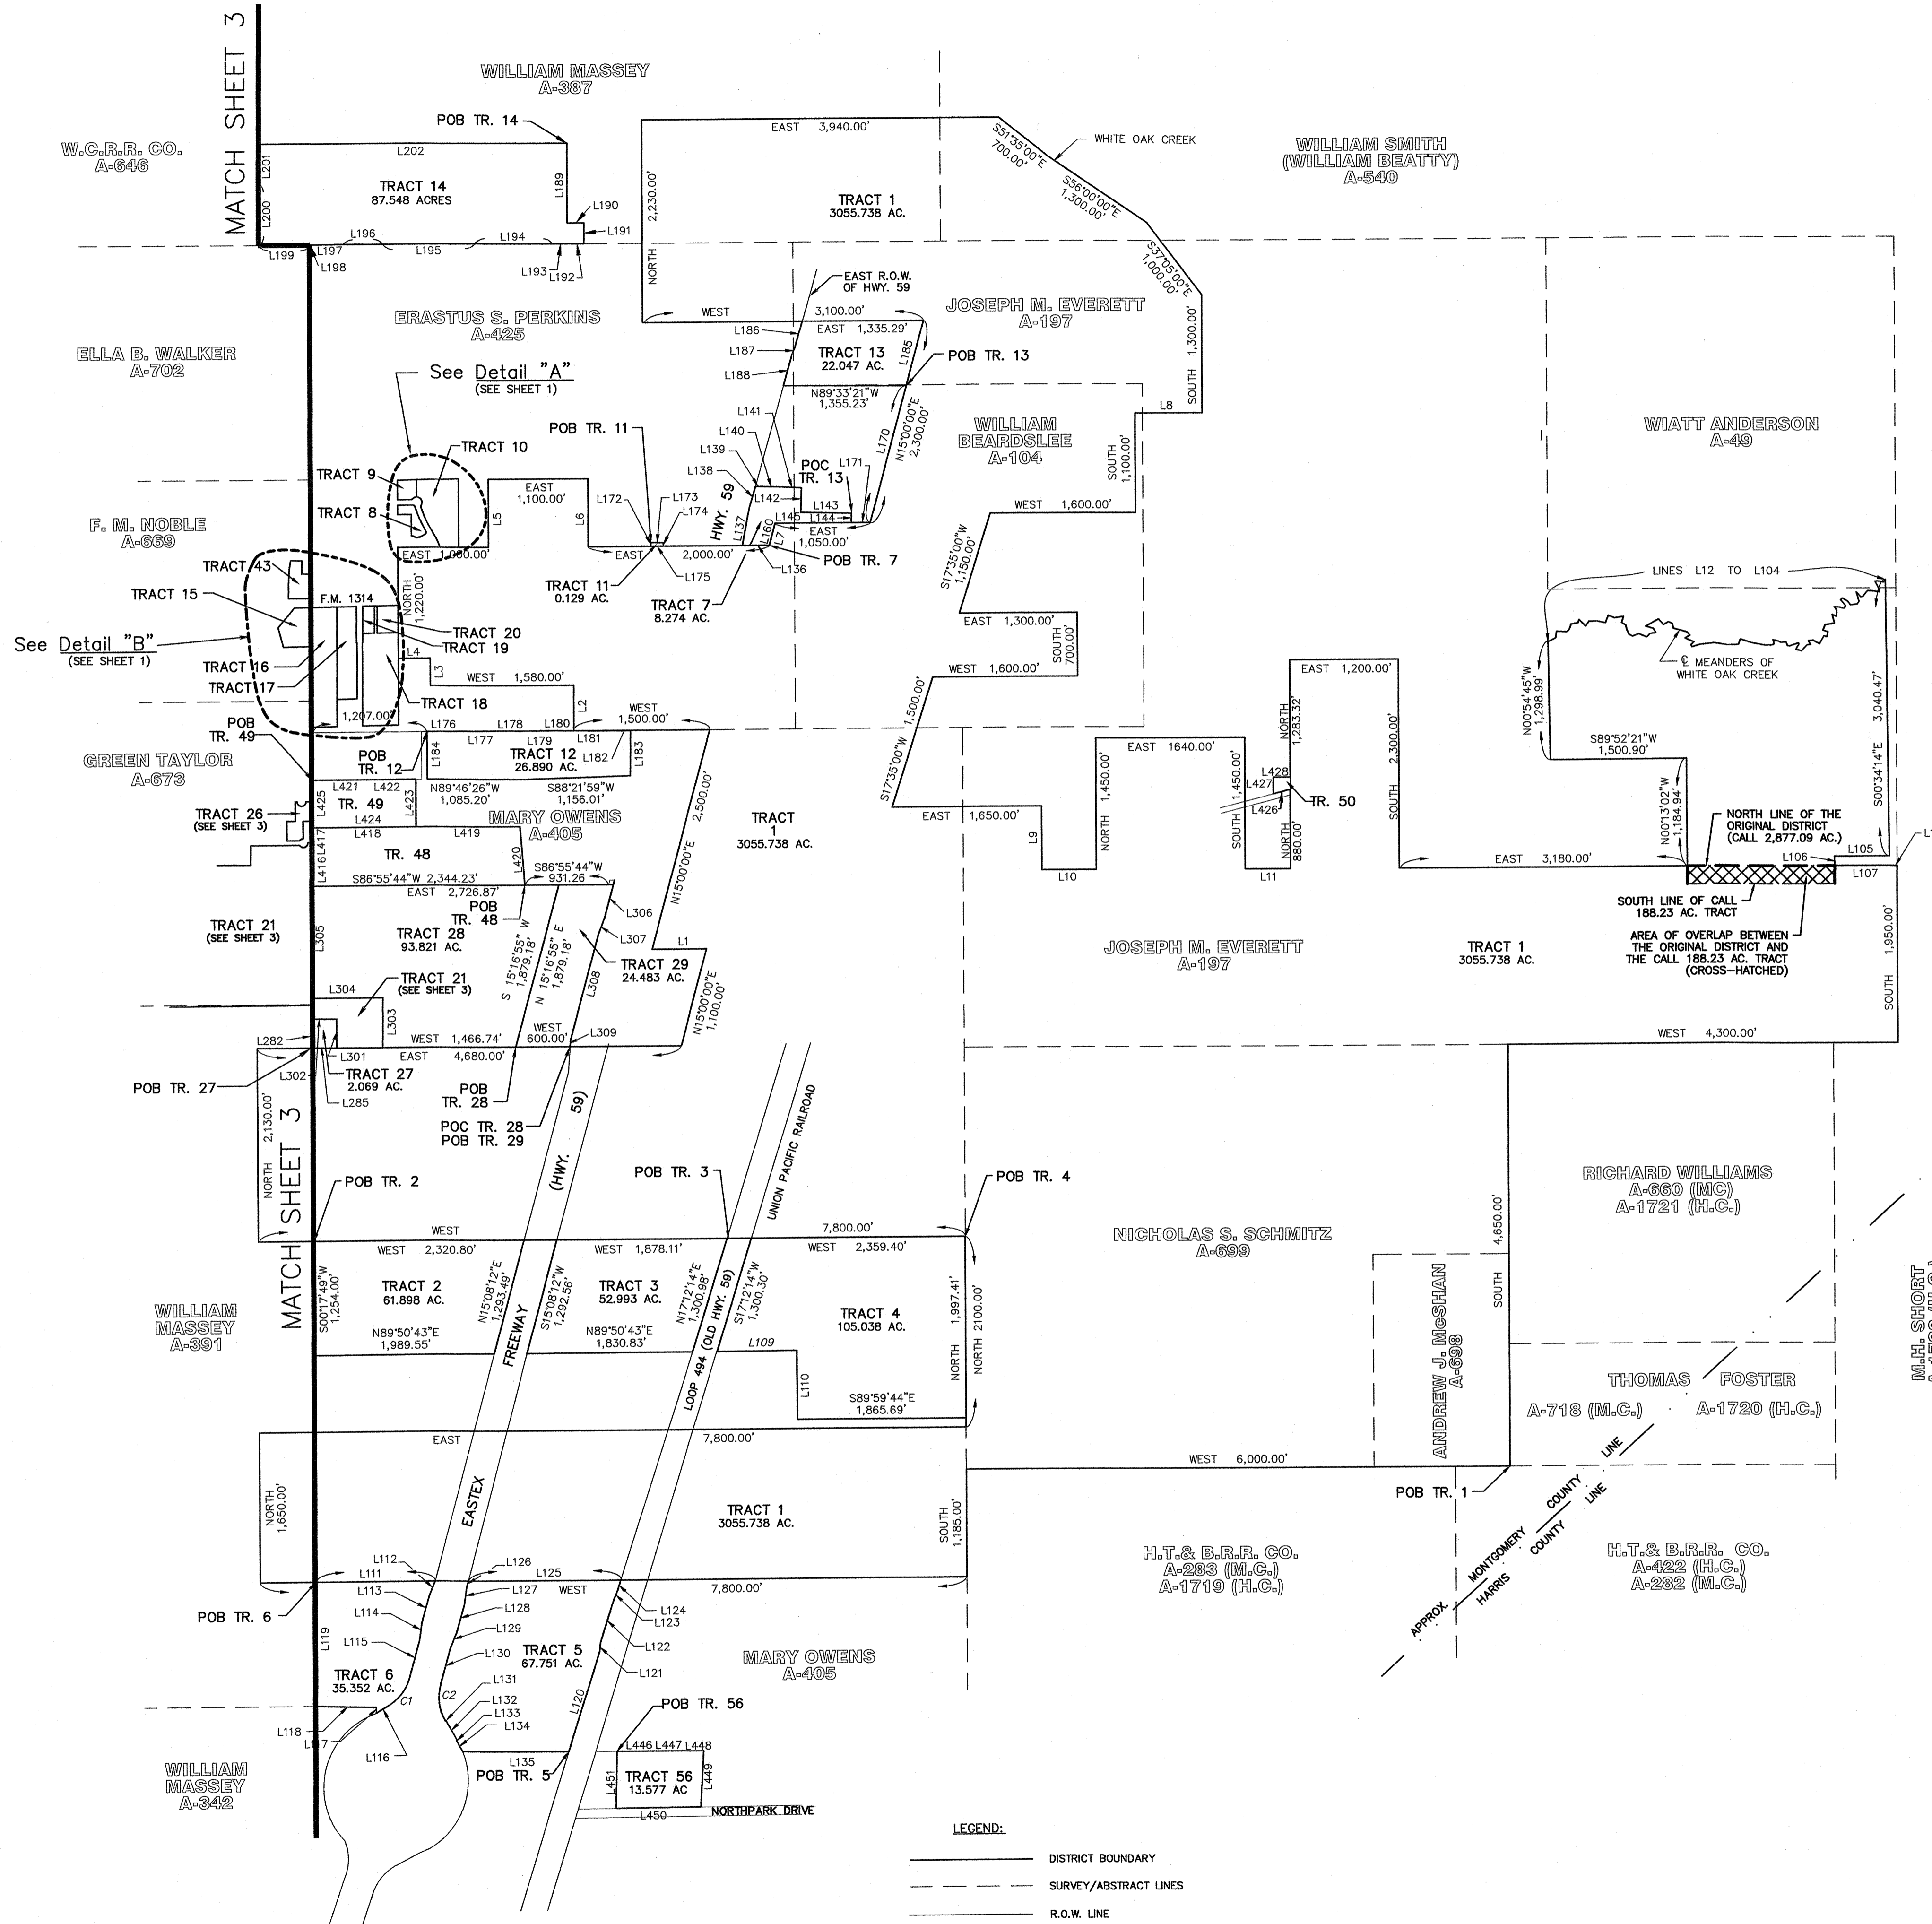 MATCH SHEET 3
WILLIAM MASSEY
A-387
POB TR. 14
W.C.R.R. CO.
A-646
L201
L202
TRACT 14
87.548 ACRES
L189
L190
L191
L200
L199
L197
L198
L196
L195
L194
L193
L192
EAST 3,940.00'
2,230.00'
NORTH
TRACT 1
3055.738 AC.
S51°35'00"E
700.00'
WHITE OAK CREEK
S56°00'00"E
1,300.00'
S37°05'00"E
1,000.00'
SOUTH 1,300.00'
WILLIAM SMITH
(WILLIAM BEATTY)
A-540
ERASTUS S. PERKINS
A-425
ELLA B. WALKER
A-702
EAST R.O.W.
OF HWY. 59
JOSEPH M. EVERETT
A-197
WEST 3,100.00'
EAST 1,335.29'
L186
L187
L188
TRACT 13
22.047 AC.
L185
POB TR. 13
N89°33'21"W
1,355.23'
See Detail "A"
(SEE SHEET 1)
TRACT 10
TRACT 9
TRACT 8
POB TR. 11
L141
L140
L139
L138
POC
TR. 13
L171
L170
N15°00'00"E
2,300.00'
WILLIAM
BEARDSLEE
A-104
L8
SOUTH
1,100.00'
WEST 1,600.00'
WIATT ANDERSON
A-49
EAST
1,100.00'
L5
L6
L172
L173
L174
L175
HWY. 59
L137
L142
L143
L144
L145
L160
L7
EAST
1,050.00'
L136
POB TR. 7
F. M. NOBLE
A-669
EAST 1,000.00'
EAST 2,000.00'
TRACT 11
0.129 AC.
TRACT 7
8.274 AC.
S17°35'00"W
1,150.00'
EAST 1,300.00'
SOUTH
700.00'
WEST 1,600.00'
LINES L12 TO L104
TRACT 43
TRACT 15
F.M. 1314
NORTH
1,220.00'
See Detail "B"
(SEE SHEET 1)
TRACT 20
TRACT 19
TRACT 16
TRACT 17
TRACT 18
L4
L3
WEST 1,580.00'
L2
1,207.00'
℄ MEANDERS OF
WHITE OAK CREEK
N00°54'45"W
1,298.99'
S89°52'21"W
1,500.90'
S00°34'14"E 3,040.47'
EAST 1,200.00'
NORTH
1,283.32'
SOUTH 2,300.00'
POB
TR. 49
L176
L177
L178
L179
L180
L181
L182
L183
L184
WEST
1,500.00'
GREEN TAYLOR
A-673
POB
TR. 12
TRACT 12
26.890 AC.
N89°46'26"W
1,085.20'
S88°21'59"W
1,156.01'
S17°35'00"W 1,500.00'
EAST 1,650.00'
L9
L10
NORTH 1,450.00'
EAST 1640.00'
SOUTH 1,450.00'
L11
NORTH
880.00'
L428
L427
L426
TR. 50
N00°13'02"W
1,184.94'
L421
L422
L423
L424
L425
TR. 49
TRACT 26
(SEE SHEET 3)
MARY OWENS
A-405
L417
L416
L418
L419
L420
TR. 48
N15°00'00"E 2,500.00'
TRACT
1
3055.738 AC.
NORTH LINE OF THE
ORIGINAL DISTRICT
(CALL 2,877.09 AC.)
L106
L105
L107
EAST 3,180.00'
S86°55'44"W 2,344.23'
S86°55'44"W
931.26
EAST 2,726.87'
POB
TR. 48
L306
L307
SOUTH LINE OF CALL
188.23 AC. TRACT
AREA OF OVERLAP BETWEEN
THE ORIGINAL DISTRICT AND
THE CALL 188.23 AC. TRACT
(CROSS-HATCHED)
TRACT 21
(SEE SHEET 3)
L305
TRACT 28
93.821 AC.
S 15°16'55" W
1,879.18'
N 15°16'55" E
1,879.18'
L308
TRACT 29
24.483 AC.
L1
N15°00'00"E
1,100.00'
JOSEPH M. EVERETT
A-197
TRACT 1
3055.738 AC.
SOUTH 1,950.00'
TRACT 21
(SEE SHEET 3)
L304
L303
L282
L301
L302
L285
WEST 1,466.74'
WEST
600.00'
L309
EAST 4,680.00'
WEST 4,300.00'
POB TR. 27
TRACT 27
2.069 AC.
POB
TR. 28
POC TR. 28
POB TR. 29
NORTH 2,130.00'
MATCH SHEET 3
(HWY. 59)
UNION PACIFIC RAILROAD
POB TR. 2
POB TR. 3
POB TR. 4
RICHARD WILLIAMS
A-660 (MC)
A-1721 (H.C.)
WEST 7,800.00'
WEST 2,320.80'
WEST 1,878.11'
WEST 2,359.40'
NICHOLAS S. SCHMITZ
A-699
SOUTH 4,650.00'
S00°17'49"W
1,254.00'
TRACT 2
61.898 AC.
N15°08'12"E
1,293.49'
S15°08'12"W
1,292.56'
TRACT 3
52.993 AC.
N17°12'14"E
1,300.98'
S17°12'14"W
1,300.30'
TRACT 4
105.038 AC.
NORTH 1,997.41'
NORTH 2100.00'
WILLIAM
MASSEY
A-391
N89°50'43"E
1,989.55'
N89°50'43"E
1,830.83'
L109
L110
S89°59'44"E
1,865.69'
FREEWAY
LOOP 494 (OLD HWY. 59)
ANDREW J. McSHAN
A-698
THOMAS FOSTER
A-718 (M.C.)
A-1720 (H.C.)
M.H. SHORT
EAST 7,800.00'
WEST 6,000.00'
NORTH
1,650.00'
EASTEX
TRACT 1
3055.738 AC.
SOUTH
1,185.00'
POB TR. 1
MONTGOMERY COUNTY LINE
APPROX. HARRIS COUNTY LINE
H.T.& B.R.R. CO.
A-283 (M.C.)
A-1719 (H.C.)
H.T.& B.R.R. CO.
A-422 (H.C.)
A-282 (M.C.)
L112
L111
L113
L114
L115
L126
L125
L127
L128
L129
L130
WEST 7,800.00'
L124
L123
L122
L121
POB TR. 6
L119
TRACT 6
35.352 AC.
C1
C2
TRACT 5
67.751 AC.
MARY OWENS
A-405
L131
L132
L133
L134
L120
POB TR. 56
L118
L117
L116
L135
POB TR. 5
L446 L447 L448
L451
TRACT 56
13.577 AC
L449
L450
NORTHPARK DRIVE
WILLIAM
MASSEY
A-342
LEGEND:
DISTRICT BOUNDARY
SURVEY/ABSTRACT LINES
R.O.W. LINE